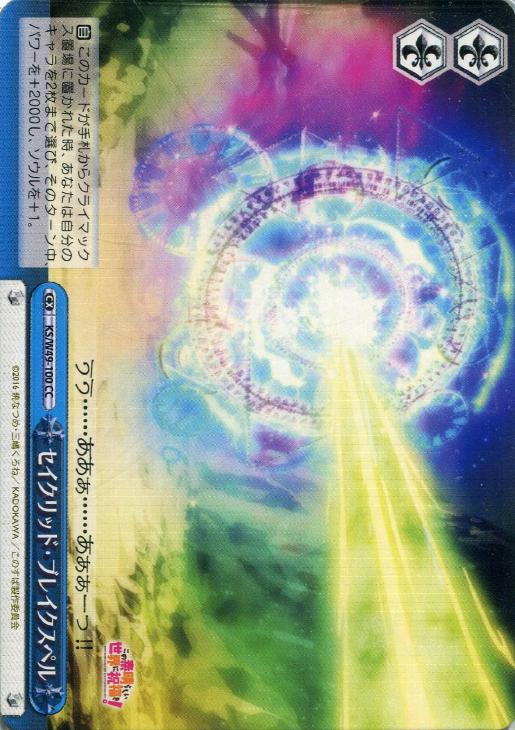 自 このカードが手札からクライマック
ス置場に置かれた時、あなたは自分の
キャラを2枚まで選び、そのターン中、
パワーを+2000し、ソウルを+1。
うう……あああぁ……あああぁーっ!!
この素晴らしい
世界に祝福を!
CX KS/W49-100 CC セイクリッド・ブレイクスペル
©2016 暁なつめ・三嶋くろね/KADOKAWA/このすば製作委員会